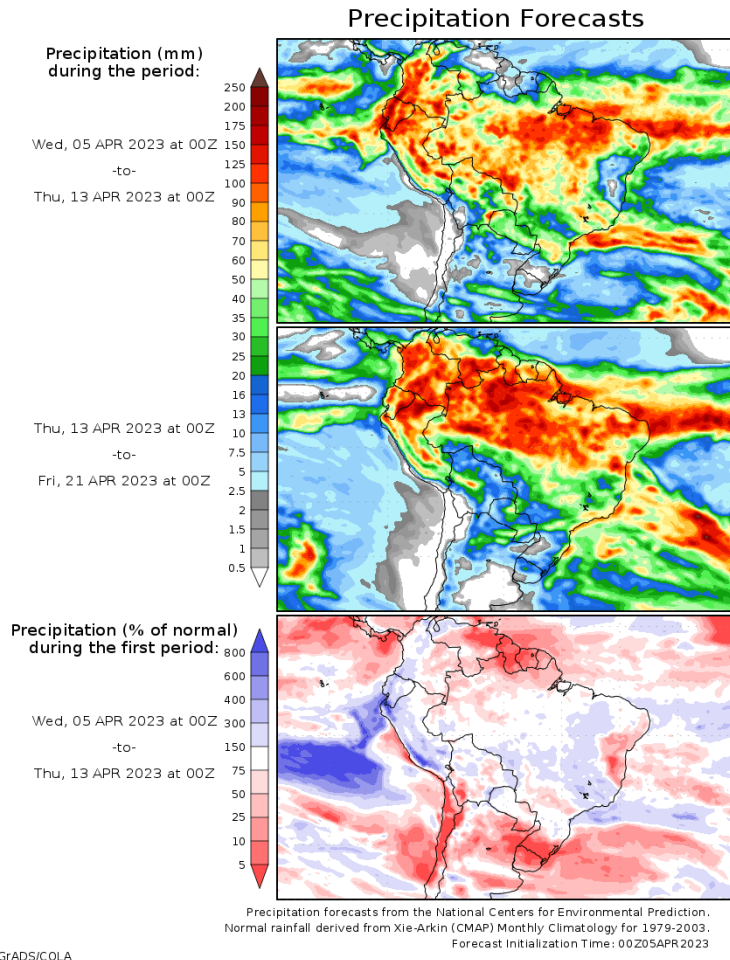 Precipitation Forecasts
Precipitation (mm)
during the period:
250
200
175
150
125
100
90
80
70
60
50
40
35
30
25
20
16
13
10
7.5
5
2.5
2
1.5
1
0.5
Wed, 05 APR 2023 at 00Z
-to-
Thu, 13 APR 2023 at 00Z
Thu, 13 APR 2023 at 00Z
-to-
Fri, 21 APR 2023 at 00Z
Precipitation (% of normal)
during the first period:
800
600
400
300
150
75
50
25
10
5
Wed, 05 APR 2023 at 00Z
-to-
Thu, 13 APR 2023 at 00Z
Precipitation forecasts from the National Centers for Environmental Prediction.
Normal rainfall derived from Xie-Arkin (CMAP) Monthly Climatology for 1979-2003.
Forecast Initialization Time: 00Z05APR2023
GrADS/COLA